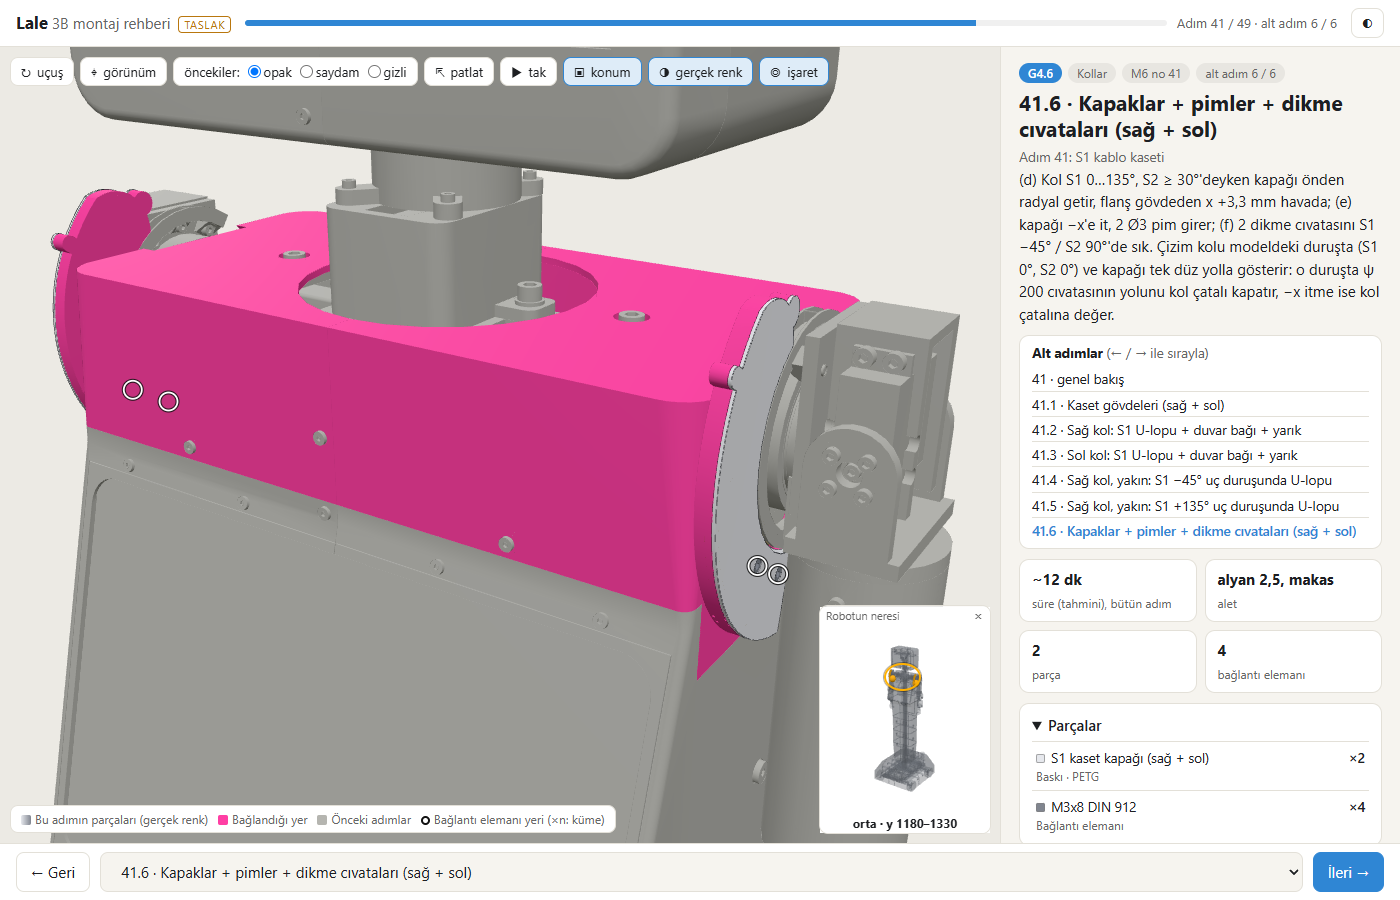 Lale 3B montaj rehberi TASLAK
Adım 41 / 49 · alt adım 6 / 6
↻ uçuş
⌖ görünüm
öncekiler: opak saydam gizli
⇱ patlat
▶ tak
▣ konum
◑ gerçek renk
◎ işaret
Robotun neresi ×
orta · y 1180–1330
Bu adımın parçaları (gerçek renk) Bağlandığı yer Önceki adımlar Bağlantı elemanı yeri (×n: küme)
G4.6 Kollar M6 no 41 alt adım 6 / 6
41.6 · Kapaklar + pimler + dikme
cıvataları (sağ + sol)
Adım 41: S1 kablo kaseti
(d) Kol S1 0…135°, S2 ≥ 30°'deyken kapağı önden
radyal getir, flanş gövdeden x +3,3 mm havada; (e)
kapağı −x'e it, 2 Ø3 pim girer; (f) 2 dikme cıvatasını S1
−45° / S2 90°'de sık. Çizim kolu modeldeki duruşta (S1
0°, S2 0°) ve kapağı tek düz yolla gösterir: o duruşta ψ
200 cıvatasının yolunu kol çatalı kapatır, −x itme ise kol
çatalına değer.
Alt adımlar (← / → ile sırayla)
41 · genel bakış
41.1 · Kaset gövdeleri (sağ + sol)
41.2 · Sağ kol: S1 U-lopu + duvar bağı + yarık
41.3 · Sol kol: S1 U-lopu + duvar bağı + yarık
41.4 · Sağ kol, yakın: S1 −45° uç duruşunda U-lopu
41.5 · Sağ kol, yakın: S1 +135° uç duruşunda U-lopu
41.6 · Kapaklar + pimler + dikme cıvataları (sağ + sol)
~12 dk
süre (tahmini), bütün adım
alyan 2,5, makas
alet
2
parça
4
bağlantı elemanı
▼ Parçalar
S1 kaset kapağı (sağ + sol) ×2
Baskı · PETG
M3x8 DIN 912 ×4
Bağlantı elemanı
← Geri
41.6 · Kapaklar + pimler + dikme cıvataları (sağ + sol)
İleri →